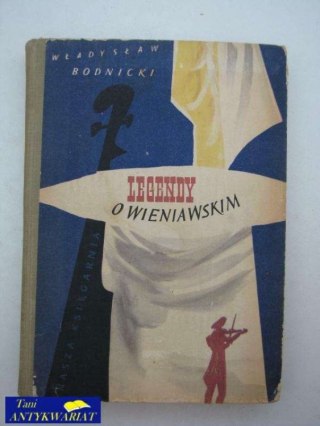 WŁADYSŁAW
BODNICKI
LEGENDY
O WIENIAWSKIM
NASZA KSIĘGARNIA
Tani
ANTYKWARIAT